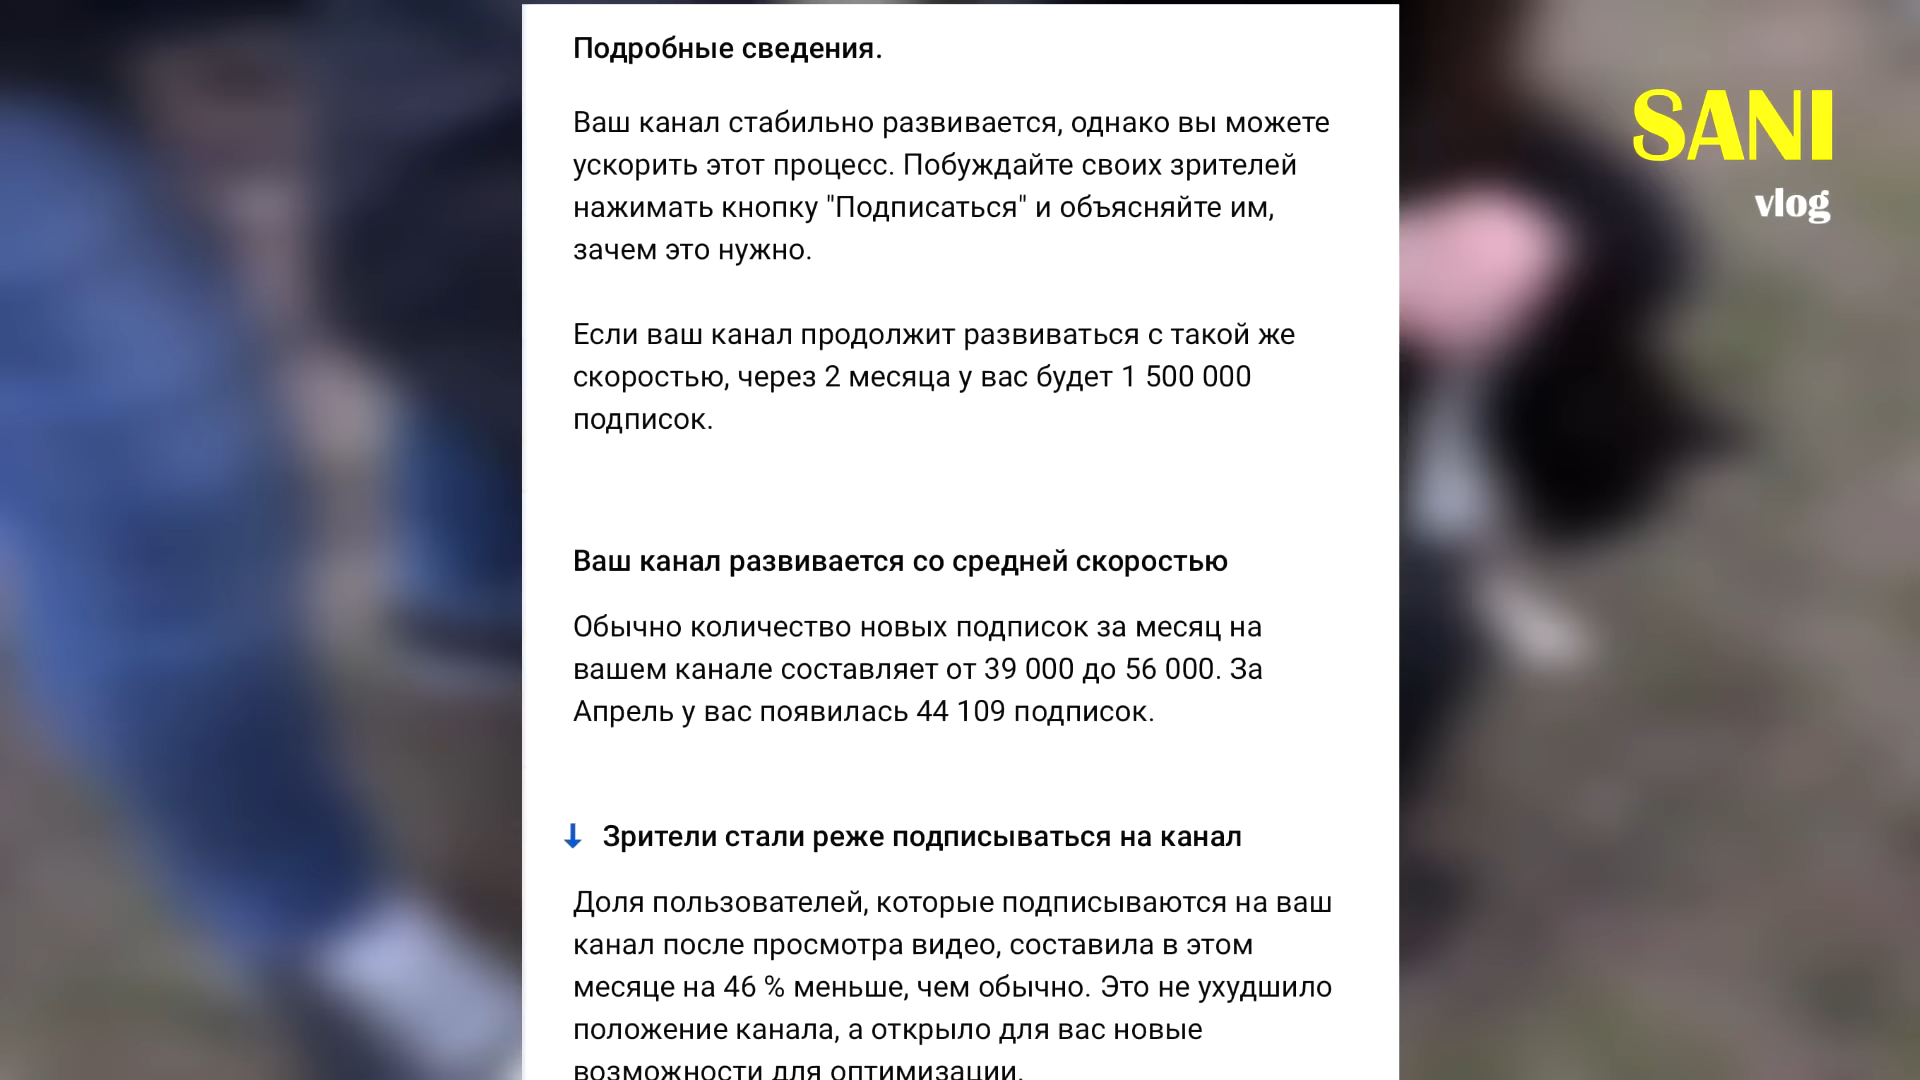 Подробные сведения.
SANI
vlog
Ваш канал стабильно развивается, однако вы можете
ускорить этот процесс. Побуждайте своих зрителей
нажимать кнопку "Подписаться" и объясняйте им,
зачем это нужно.
Если ваш канал продолжит развиваться с такой же
скоростью, через 2 месяца у вас будет 1 500 000
подписок.
Ваш канал развивается со средней скоростью
Обычно количество новых подписок за месяц на
вашем канале составляет от 39 000 до 56 000. За
Апрель у вас появилась 44 109 подписок.
↓ Зрители стали реже подписываться на канал
Доля пользователей, которые подписываются на ваш
канал после просмотра видео, составила в этом
месяце на 46 % меньше, чем обычно. Это не ухудшило
положение канала, а открыло для вас новые
возможности для оптимизации.